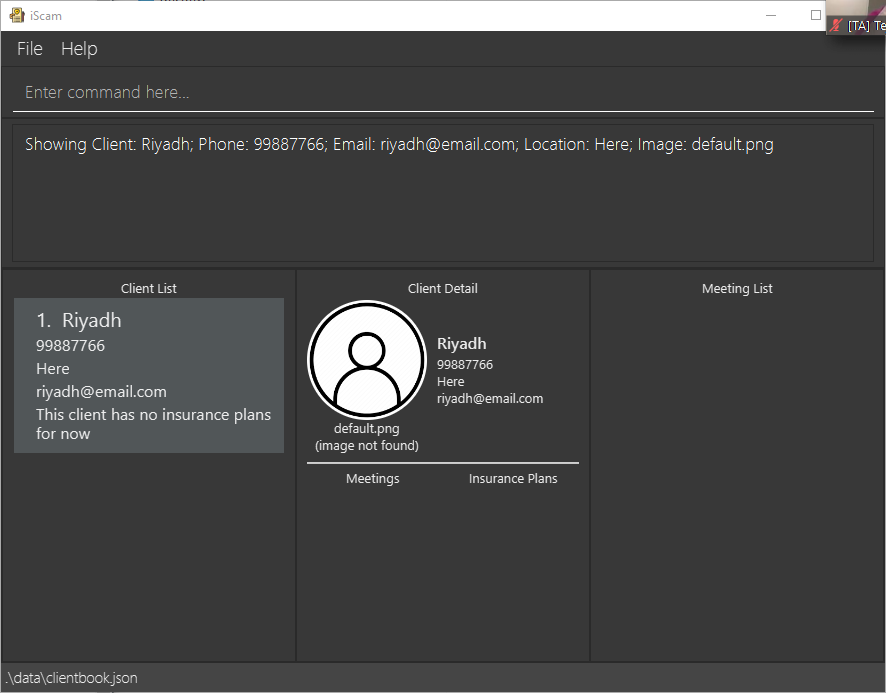 iScam
[TA] Te
File Help
Enter command here...
Showing Client: Riyadh; Phone: 99887766; Email: riyadh@email.com; Location: Here; Image: default.png
Client List
1. Riyadh
99887766
Here
riyadh@email.com
This client has no insurance plans
for now
Client Detail
Riyadh
99887766
Here
riyadh@email.com
default.png
(image not found)
Meetings
Insurance Plans
Meeting List
.\data\clientbook.json